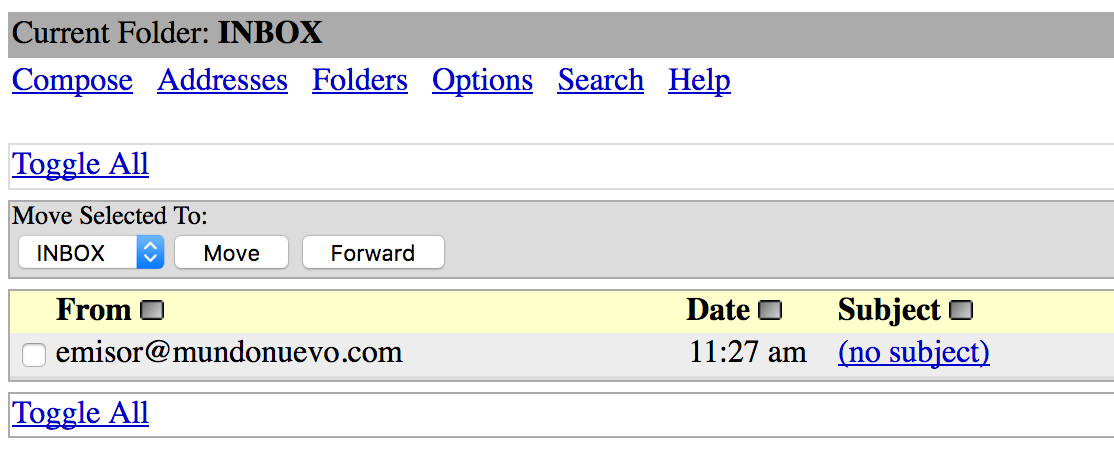 Current Folder: INBOX
Compose Addresses Folders Options Search Help
Toggle All
Move Selected To:
INBOX Move Forward
From Date Subject
emisor@mundonuevo.com 11:27 am (no subject)
Toggle All